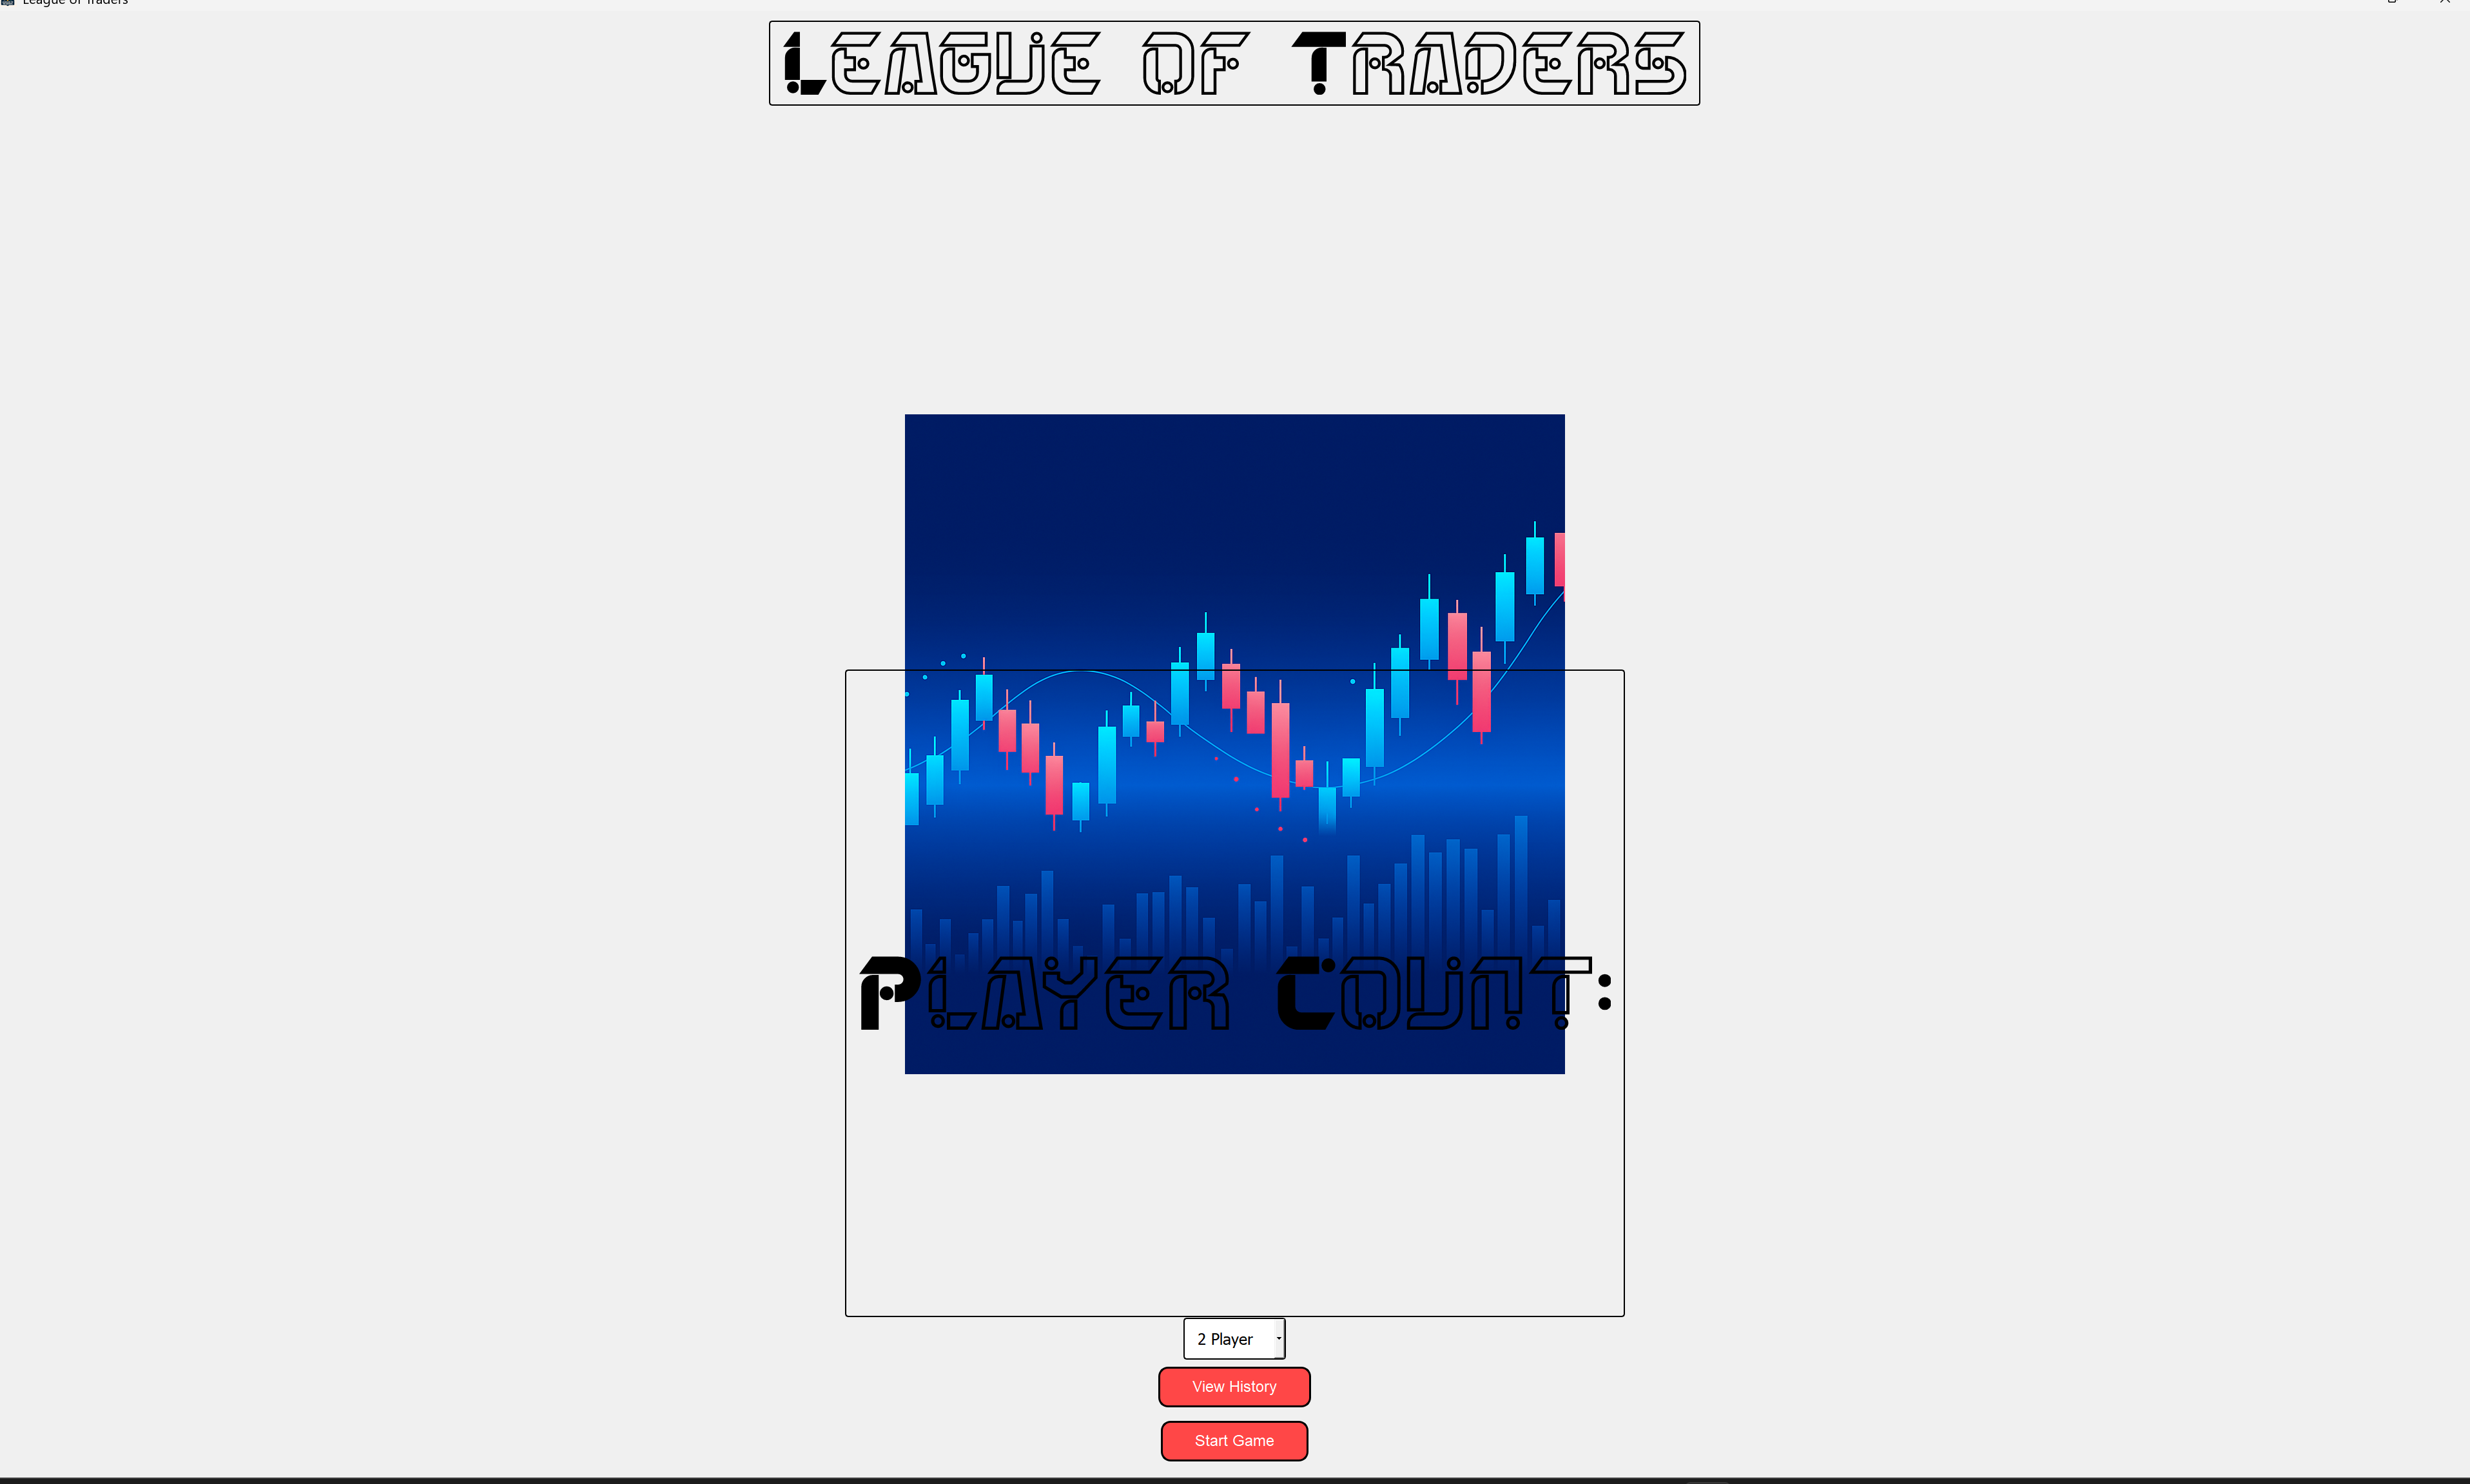 League of Traders
League of Traders
Player Count:
2 Player
View History
Start Game